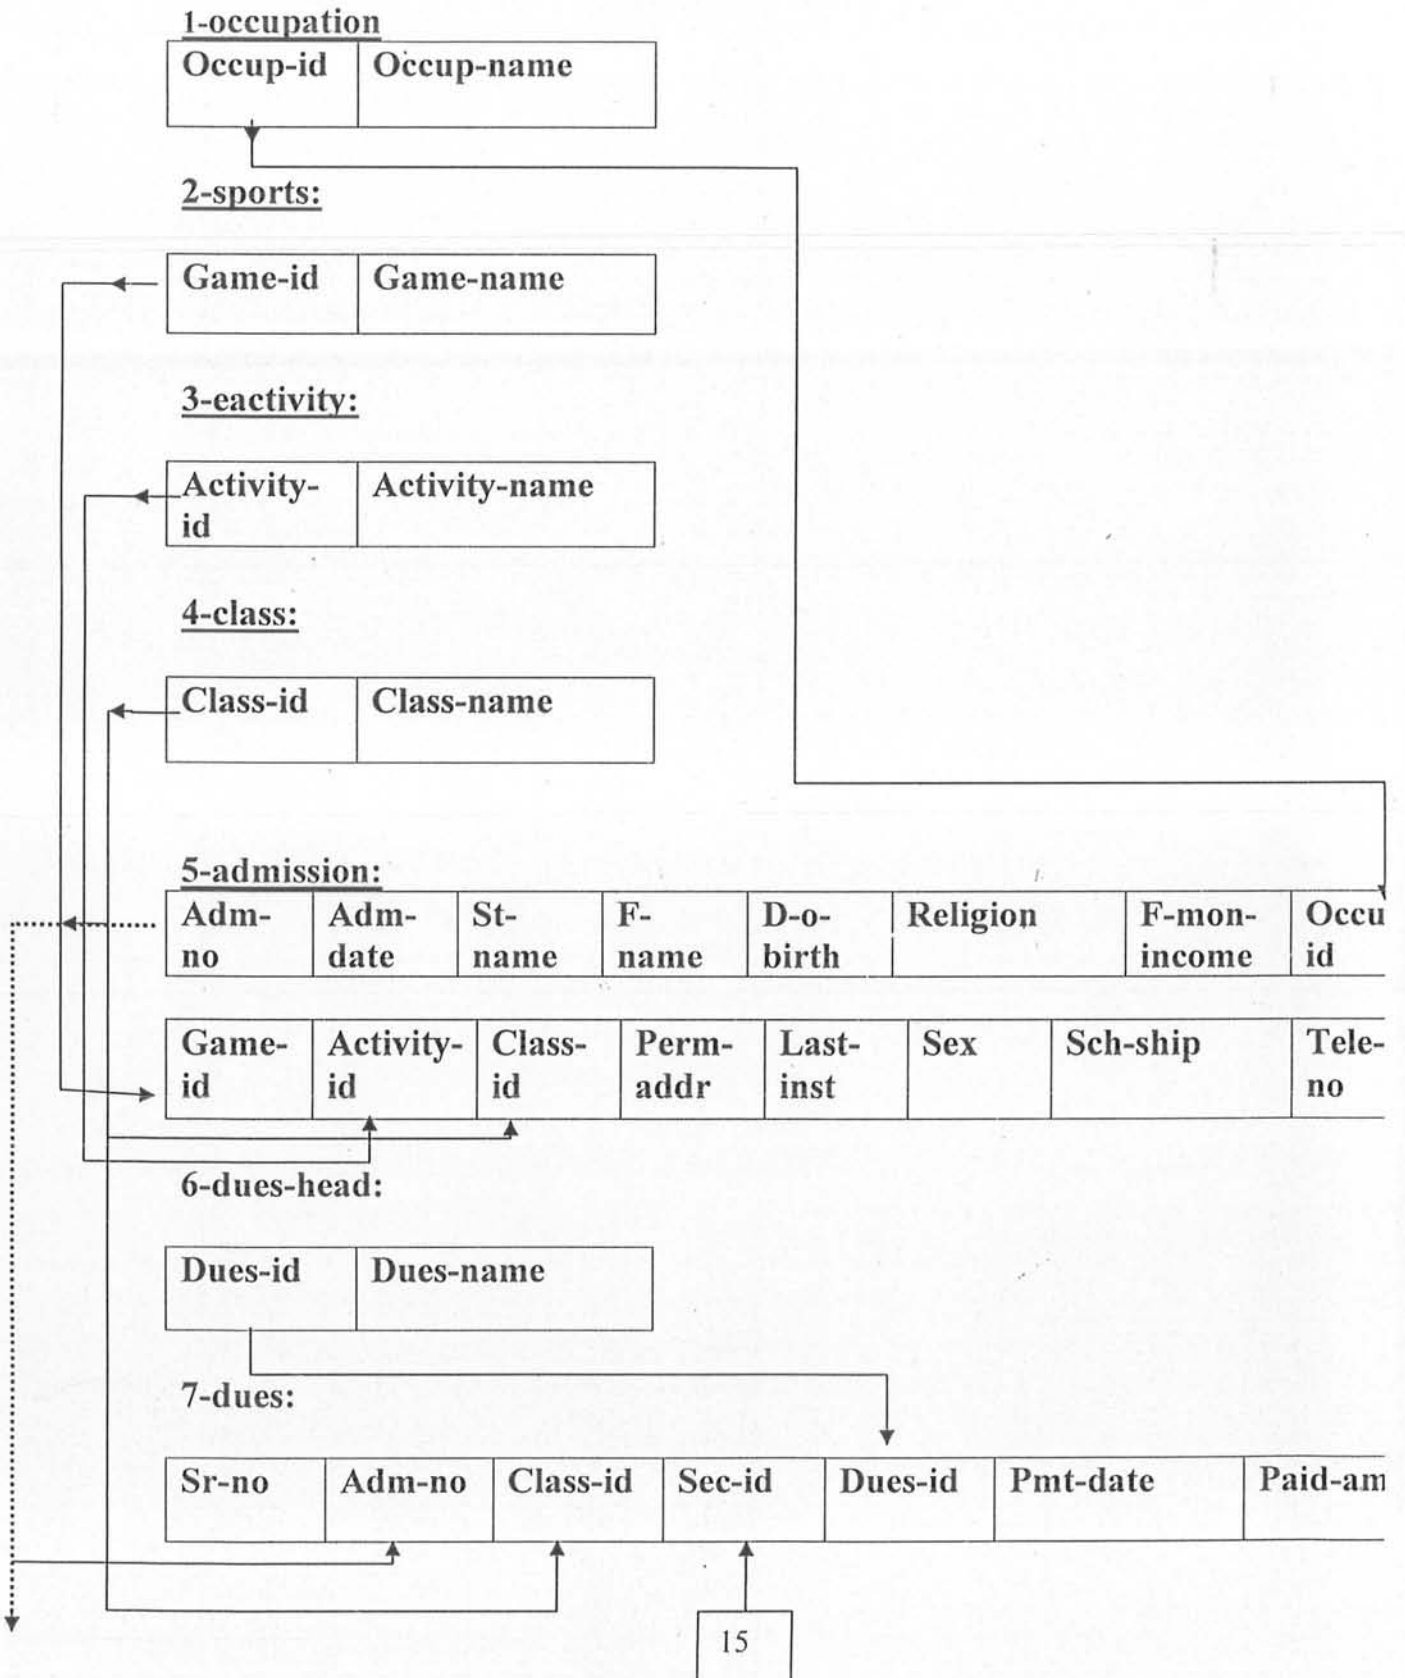 1-occupation
Occup-id Occup-name
2-sports:
Game-id Game-name
3-eactivity:
Activity- Activity-name
id
4-class:
Class-id Class-name
5-admission:
Adm- Adm- St- F- D-o- Religion F-mon- Occu
no date name name birth income id
Game- Activity- Class- Perm- Last- Sex Sch-ship Tele-
id id id addr inst no
6-dues-head:
Dues-id Dues-name
7-dues:
Sr-no Adm-no Class-id Sec-id Dues-id Pmt-date Paid-am
15